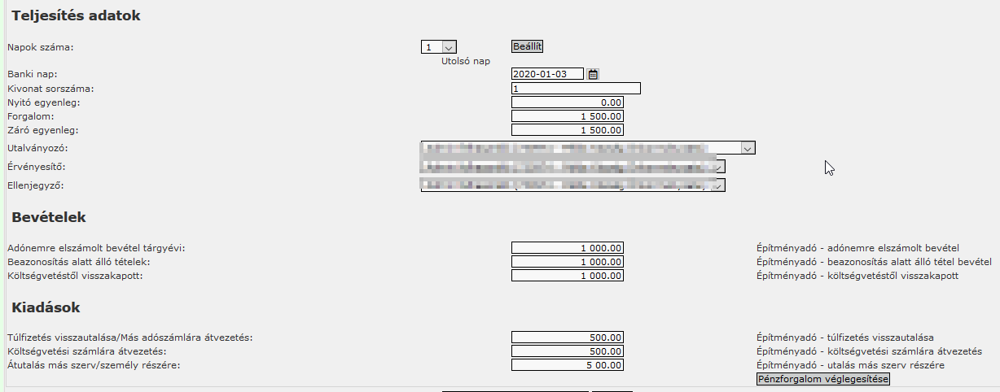 Teljesítés adatok
Napok száma: 1 Beállít
Utolsó nap
Banki nap: 2020-01-03
Kivonat sorszáma: 1
Nyitó egyenleg: 0.00
Forgalom: 1 500.00
Záró egyenleg: 1 500.00
Utalványozó:
Érvényesítő:
Ellenjegyző:
Bevételek
Adónemre elszámolt bevétel tárgyévi: 1 000.00 Építményadó - adónemre elszámolt bevétel
Beazonosítás alatt álló tételek: 1 000.00 Építményadó - beazonosítás alatt álló tétel bevétel
Költségvetéstől visszakapott: 1 000.00 Építményadó - költségvetéstől visszakapott
Kiadások
Túlfizetés visszautalása/Más adószámlára átvezetés: 500.00 Építményadó - túlfizetés visszautalása
Költségvetési számlára átvezetés: 500.00 Építményadó - költségvetési számlára átvezetés
Átutalás más szerv/személy részére: 5 00.00 Építményadó - utalás más szerv részére
Pénzforgalom véglegesítése